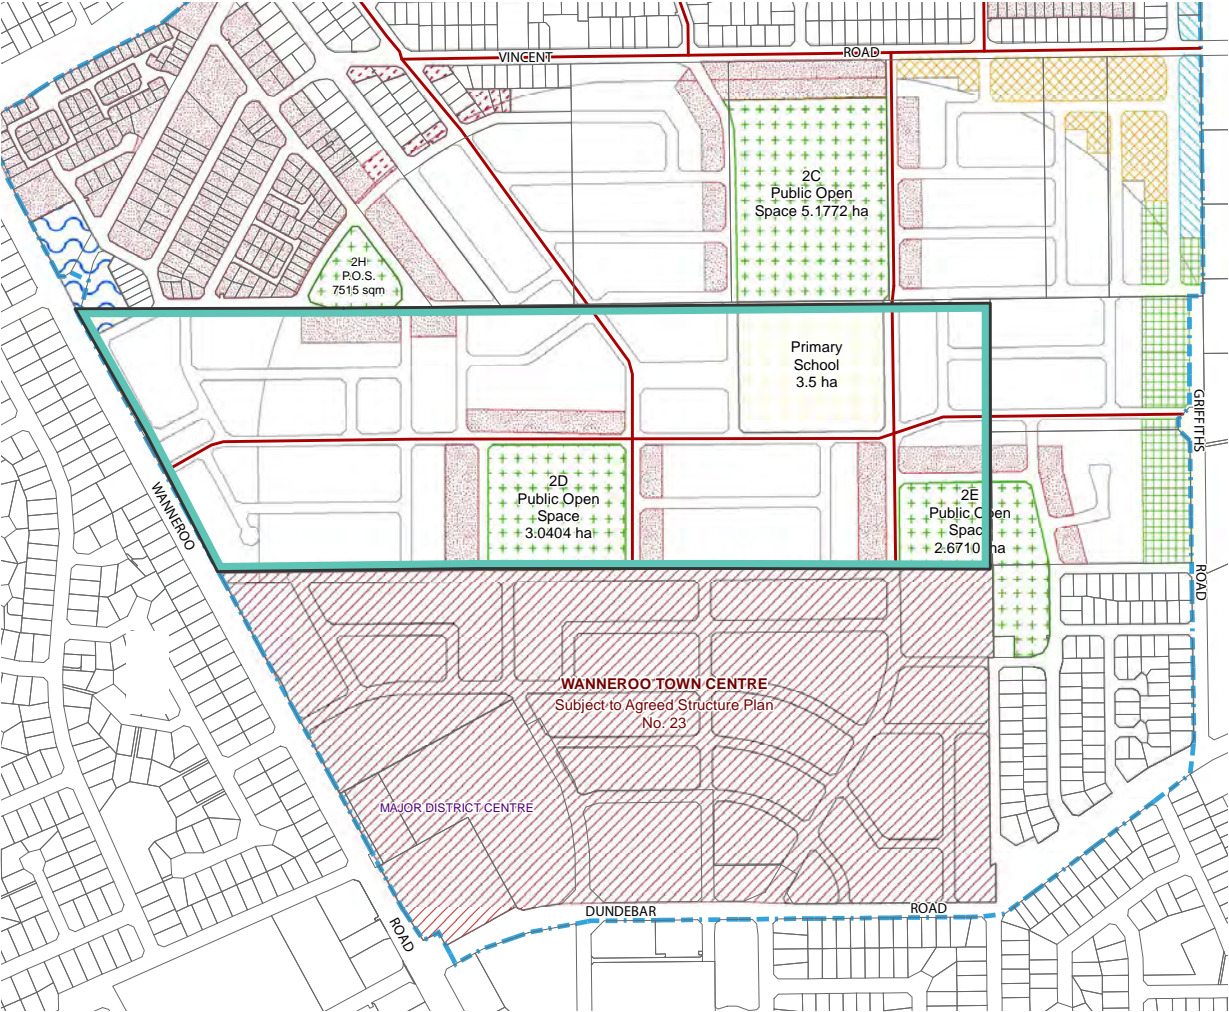 VINCENT ROAD
2C
Public Open
Space 5.1772 ha
2H
P.O.S.
7515 sqm
Primary
School
3.5 ha
GRIFFITHS
ROAD
WANNEROO
ROAD
2D
Public Open
Space
3.0404 ha
2E
Public Open
Spac
2.6710 ha
WANNEROO TOWN CENTRE
Subject to Agreed Structure Plan
No. 23
MAJOR DISTRICT CENTRE
DUNDEBAR ROAD